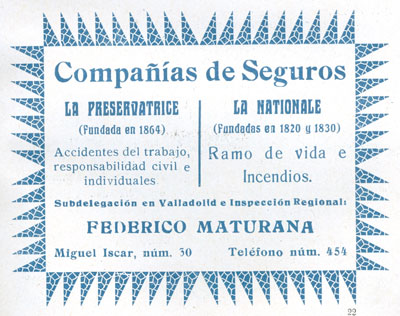 Compañías de Seguros
LA PRESERVATRICE
(Fundada en 1864)
Accidentes del trabajo,
responsabilidad civil e
individuales
LA NATIONALE
(Fundadas en 1820 y 1830)
Ramo de vida e
Incendios.
Subdelegación en Valladolid e Inspección Regional:
FEDERICO MATURANA
Miguel Iscar, núm. 30 Teléfono núm. 454
22